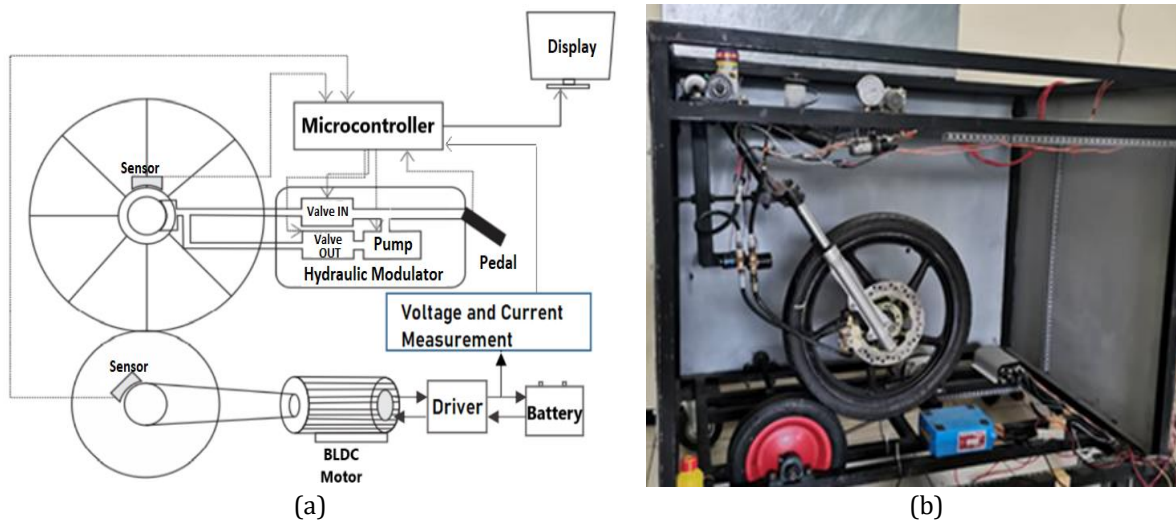 Display
Microcontroller
Sensor
Valve IN
Valve
OUT
Pump
Hydraulic Modulator
Pedal
Voltage and Current
Measurement
Sensor
Driver
Battery
BLDC
Motor
(a)
(b)